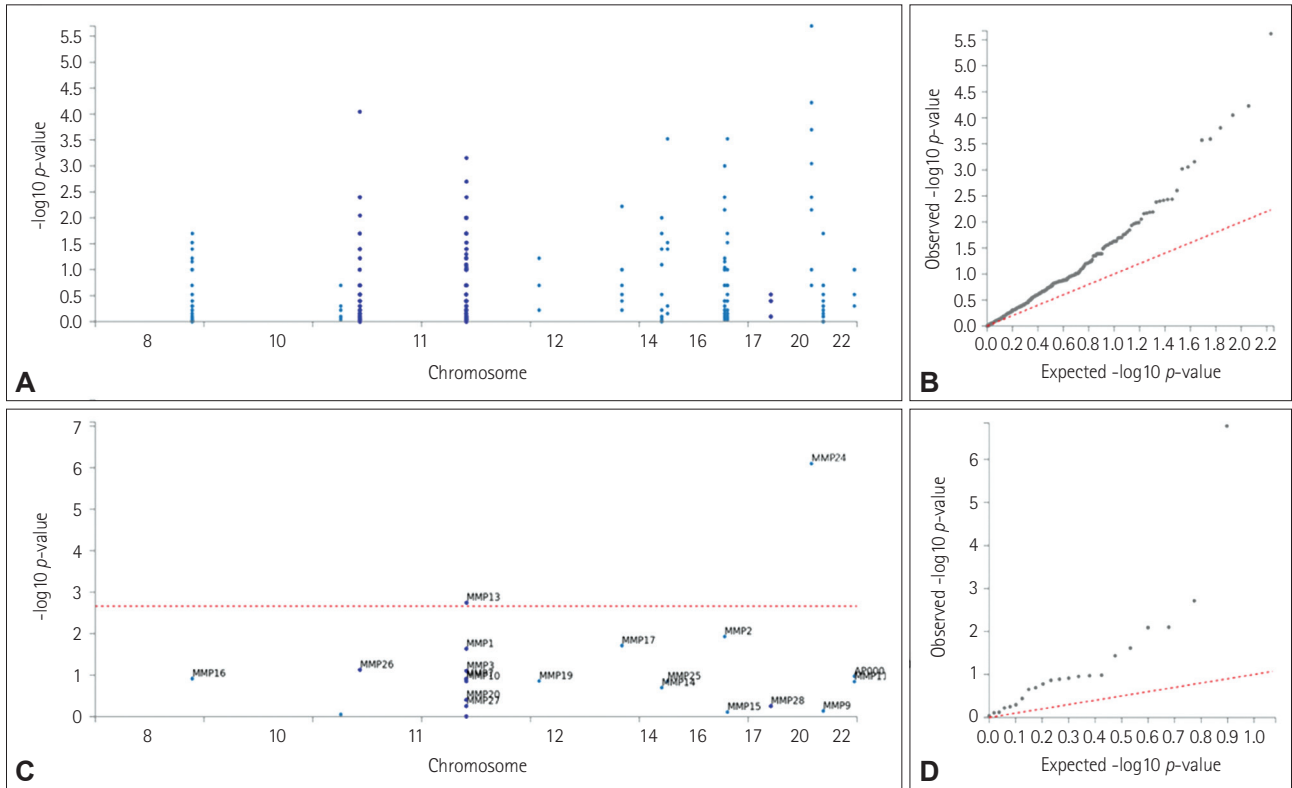 5.5
5.0
4.5
4.0
3.5
3.0
2.5
2.0
1.5
1.0
0.5
0.0
-log10 p-value
8 10 11 12 14 16 17 20 22
Chromosome
A
5.5
5.0
4.5
4.0
3.5
3.0
2.5
2.0
1.5
1.0
0.5
0.0
Observed -log10 p-value
0.0 0.2 0.4 0.6 0.8 1.0 1.2 1.4 1.6 1.8 2.0 2.2
Expected -log10 p-value
B
7
6
5
4
3
2
1
0
-log10 p-value
MMP24
MMP13
MMP1
MMP2
MMP17
MMP16
MMP26
MMP3
MMP10
MMP19
MMP25
MMP14
AP000
MMP20
MMP27
MMP15
MMP28
MMP9
8 10 11 12 14 16 17 20 22
Chromosome
C
6
5
4
3
2
1
0
Observed -log10 p-value
0.0 0.1 0.2 0.3 0.4 0.5 0.6 0.7 0.8 0.9 1.0
Expected -log10 p-value
D